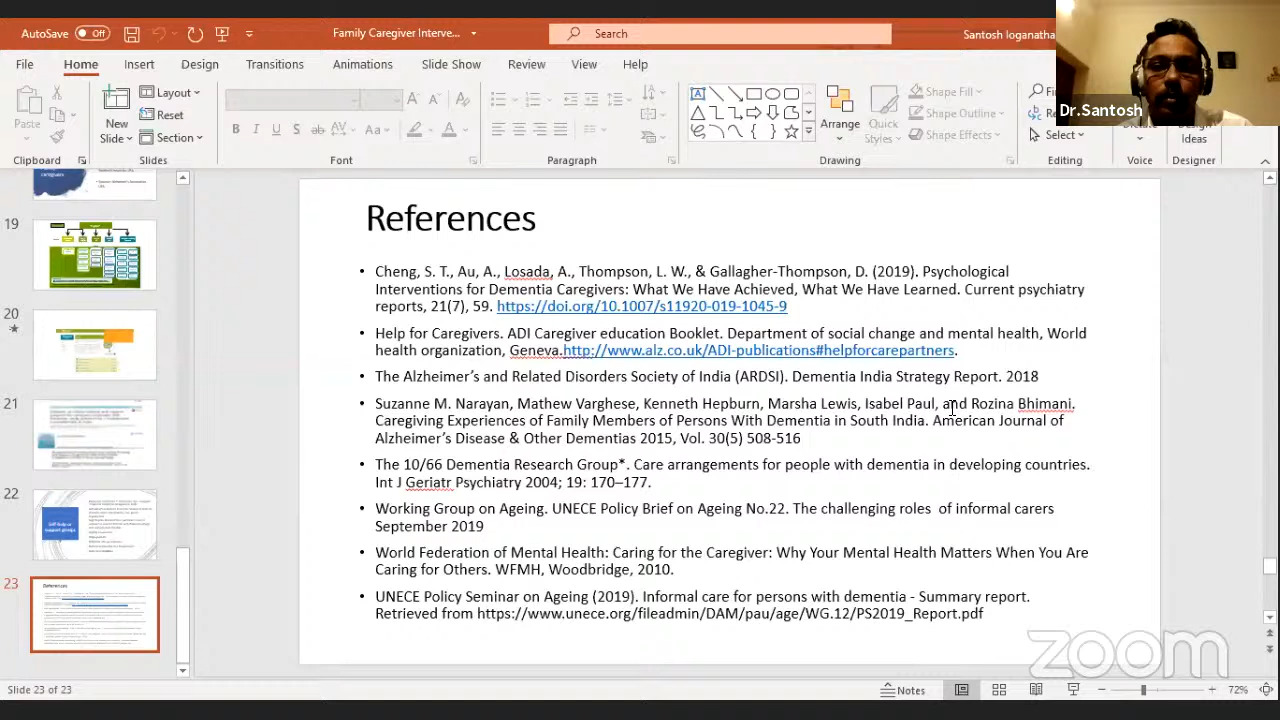 AutoSave Off Family Caregiver Interve... Search Santosh loganatha
File Home Insert Design Transitions Animations Slide Show Review View Help
Dr.Santosh
Paste New Slide Layout Reset Section
B I U S ab AV Aa A A
Arrange Quick Styles Shape Fill Shape Outline Shape Effects
Select Design Ideas
Clipboard Slides Font Paragraph Drawing Editing Voice Designer
19
20
21
22
Self-Help or support groups
23
References
References
• Cheng, S. T., Au, A., Losada, A., Thompson, L. W., & Gallagher-Thompson, D. (2019). Psychological
Interventions for Dementia Caregivers: What We Have Achieved, What We Have Learned. Current psychiatry
reports, 21(7), 59. https://doi.org/10.1007/s11920-019-1045-9
• Help for Caregivers. ADI Caregiver education Booklet. Department of social change and mental health, World
health organization, Geneva.http://www.alz.co.uk/ADI-publications#helpforcarepartners.
• The Alzheimer's and Related Disorders Society of India (ARDSI). Dementia India Strategy Report. 2018
• Suzanne M. Narayan, Mathew Varghese, Kenneth Hepburn, Marsha Lewis, Isabel Paul, and Rozina Bhimani,
Caregiving Experiences of Family Members of Persons With Dementia in South India. American Journal of
Alzheimer's Disease & Other Dementias 2015, Vol. 30(5) 508-516
• The 10/66 Dementia Research Group*. Care arrangements for people with dementia in developing countries.
Int J Geriatr Psychiatry 2004; 19: 170–177.
• Working Group on Ageing. UNECE Policy Brief on Ageing No.22. The challenging roles of informal carers
September 2019
• World Federation of Mental Health: Caring for the Caregiver: Why Your Mental Health Matters When You Are
Caring for Others. WFMH, Woodbridge, 2010.
• UNECE Policy Seminar on Ageing (2019). Informal care for persons with dementia - Summary report.
Retrieved from http://www.unece.org/fileadmin/DAM/pau/age/WG.12/PS2019_Report.pdf
zoom
Slide 23 of 23 Notes 72%